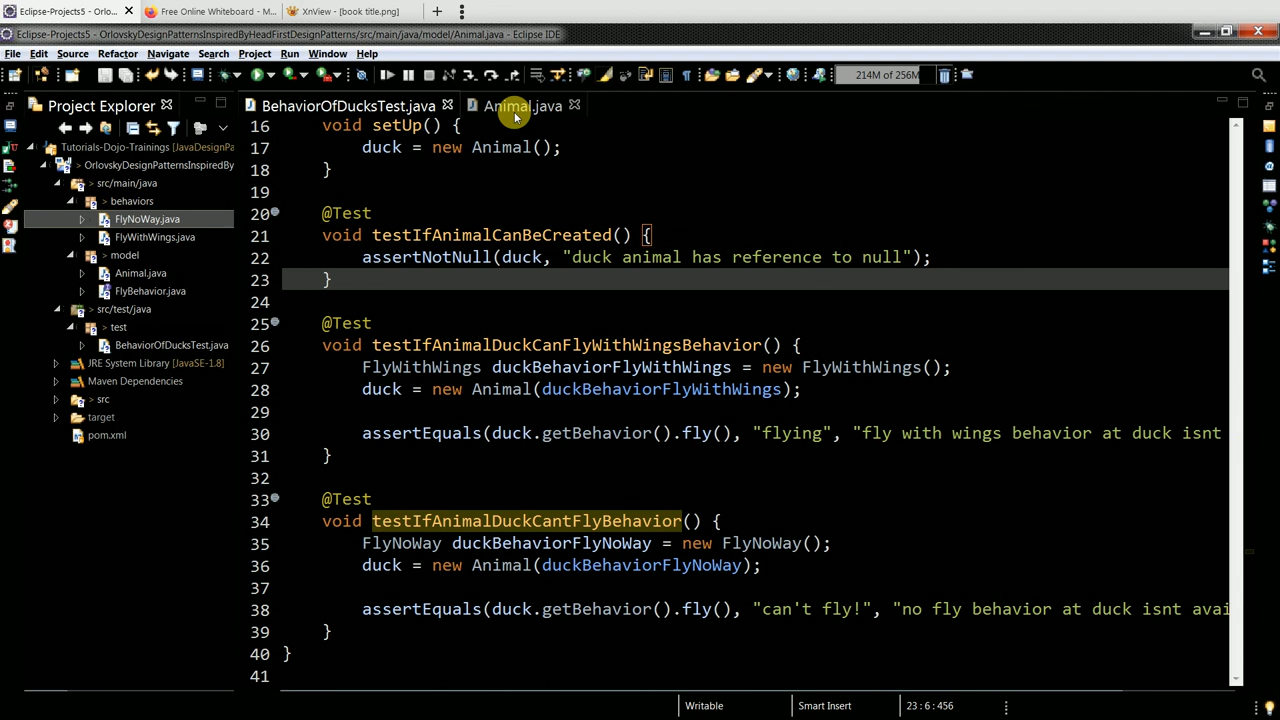 Eclipse-Projects5 - Orlo...
Free Online Whiteboard - M...
XnView - [book title.png]
Eclipse-Projects5 - OrlovskyDesignPatternsInspiredByHeadFirstDesignPatterns/src/main/java/model/Animal.java - Eclipse IDE
File Edit Source Refactor Navigate Search Project Run Window Help
214M of 256M
Project Explorer
BehaviorOfDucksTest.java
Animal.java
Tutorials-Dojo-Trainings [JavaDesignPa
OrlovskyDesignPatternsInspiredBy
> src/main/java
> behaviors
FlyNoWay.java
FlyWithWings.java
> model
> Animal.java
FlyBehavior.java
> src/test/java
> test
> BehaviorOfDucksTest.java
JRE System Library [JavaSE-1.8]
Maven Dependencies
> src
target
pom.xml
16 void setUp() {
17 duck = new Animal();
18 }
19
20 @Test
21 void testIfAnimalCanBeCreated() {
22 assertNotNull(duck, "duck animal has reference to null");
23 }
24
25 @Test
26 void testIfAnimalDuckCanFlyWithWingsBehavior() {
27 FlyWithWings duckBehaviorFlyWithWings = new FlyWithWings();
28 duck = new Animal(duckBehaviorFlyWithWings);
29
30 assertEquals(duck.getBehavior().fly(), "flying", "fly with wings behavior at duck isnt
31 }
32
33 @Test
34 void testIfAnimalDuckCantFlyBehavior() {
35 FlyNoWay duckBehaviorFlyNoWay = new FlyNoWay();
36 duck = new Animal(duckBehaviorFlyNoWay);
37
38 assertEquals(duck.getBehavior().fly(), "can't fly!", "no fly behavior at duck isnt avai
39 }
40 }
41
Writable
Smart Insert
23 : 6 : 456